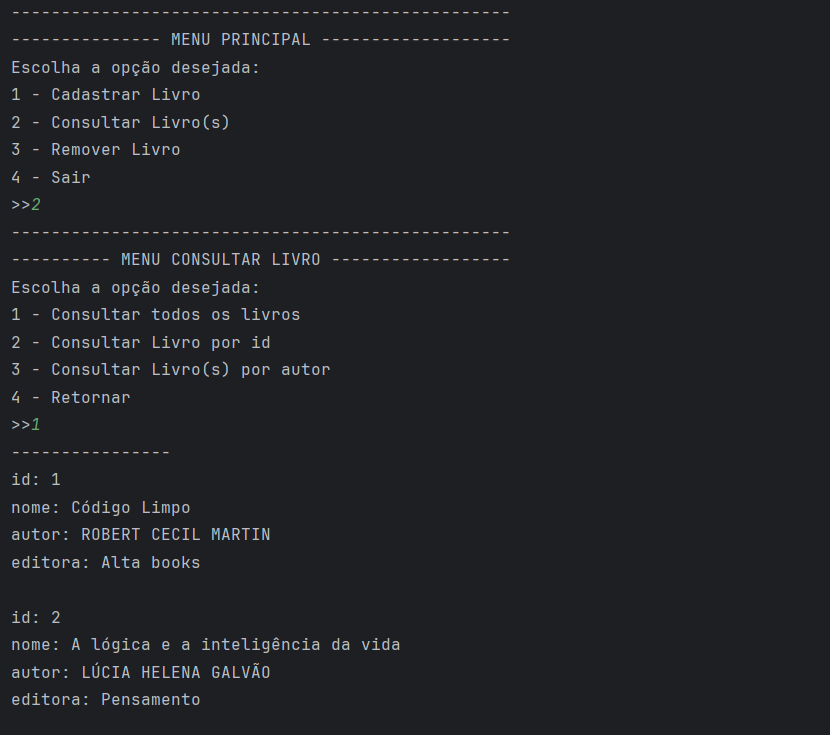 --------------------------------------------------
--------------- MENU PRINCIPAL -------------------
Escolha a opção desejada:
1 - Cadastrar Livro
2 - Consultar Livro(s)
3 - Remover Livro
4 - Sair
>>2
--------------------------------------------------
---------- MENU CONSULTAR LIVRO ------------------
Escolha a opção desejada:
1 - Consultar todos os livros
2 - Consultar Livro por id
3 - Consultar Livro(s) por autor
4 - Retornar
>>1
----------------
id: 1
nome: Código Limpo
autor: ROBERT CECIL MARTIN
editora: Alta books
id: 2
nome: A lógica e a inteligência da vida
autor: LÚCIA HELENA GALVÃO
editora: Pensamento